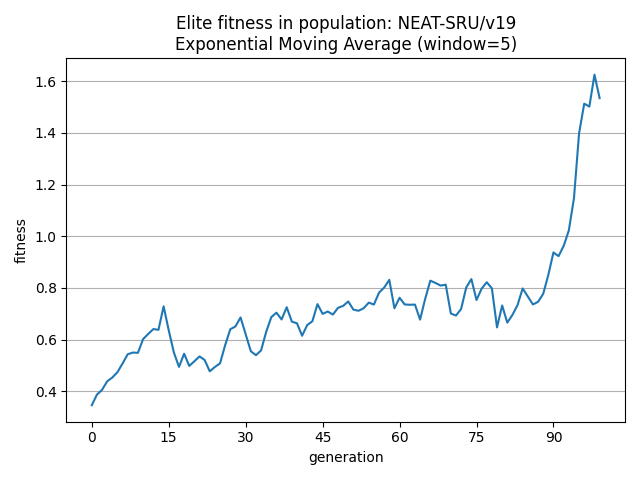 Elite fitness in population: NEAT-SRU/v19
Exponential Moving Average (window=5)
fitness
1.6
1.4
1.2
1.0
0.8
0.6
0.4
0 15 30 45 60 75 90
generation